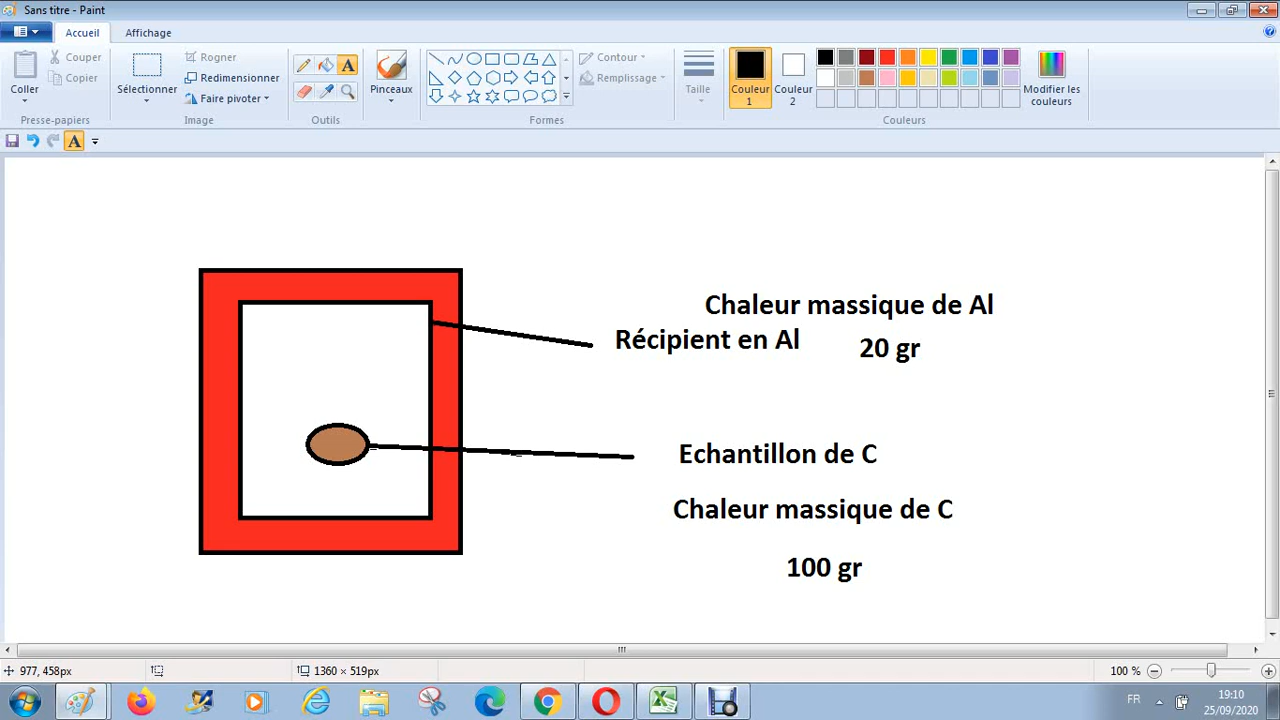 Sans titre - Paint
Accueil
Affichage
Coller
Couper
Copier
Presse-papiers
Sélectionner
Rogner
Redimensionner
Faire pivoter
Image
A
Outils
Pinceaux
Contour
Remplissage
Formes
Taille
Couleur 1
Couleur 2
Modifier les couleurs
Couleurs
A
Chaleur massique de Al
Récipient en Al
20 gr
Echantillon de C
Chaleur massique de C
100 gr
977, 458px
1360 × 519px
100 %
FR
19:10
25/09/2020